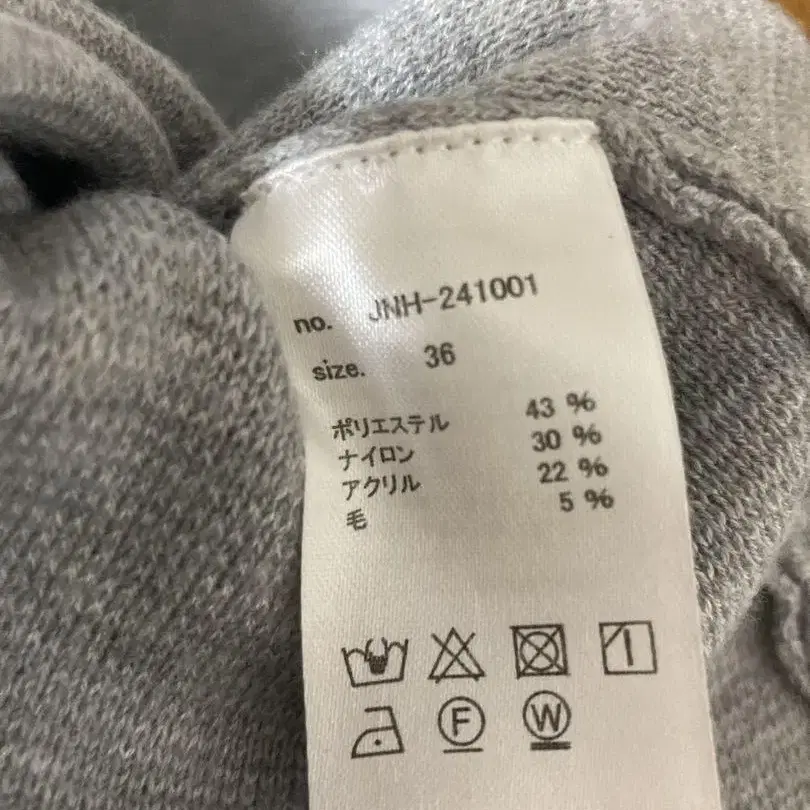 no. JNH-241001
size. 36
ポリエステル 43 %
ナイロン 30 %
アクリル 22 %
毛 5 %
F W